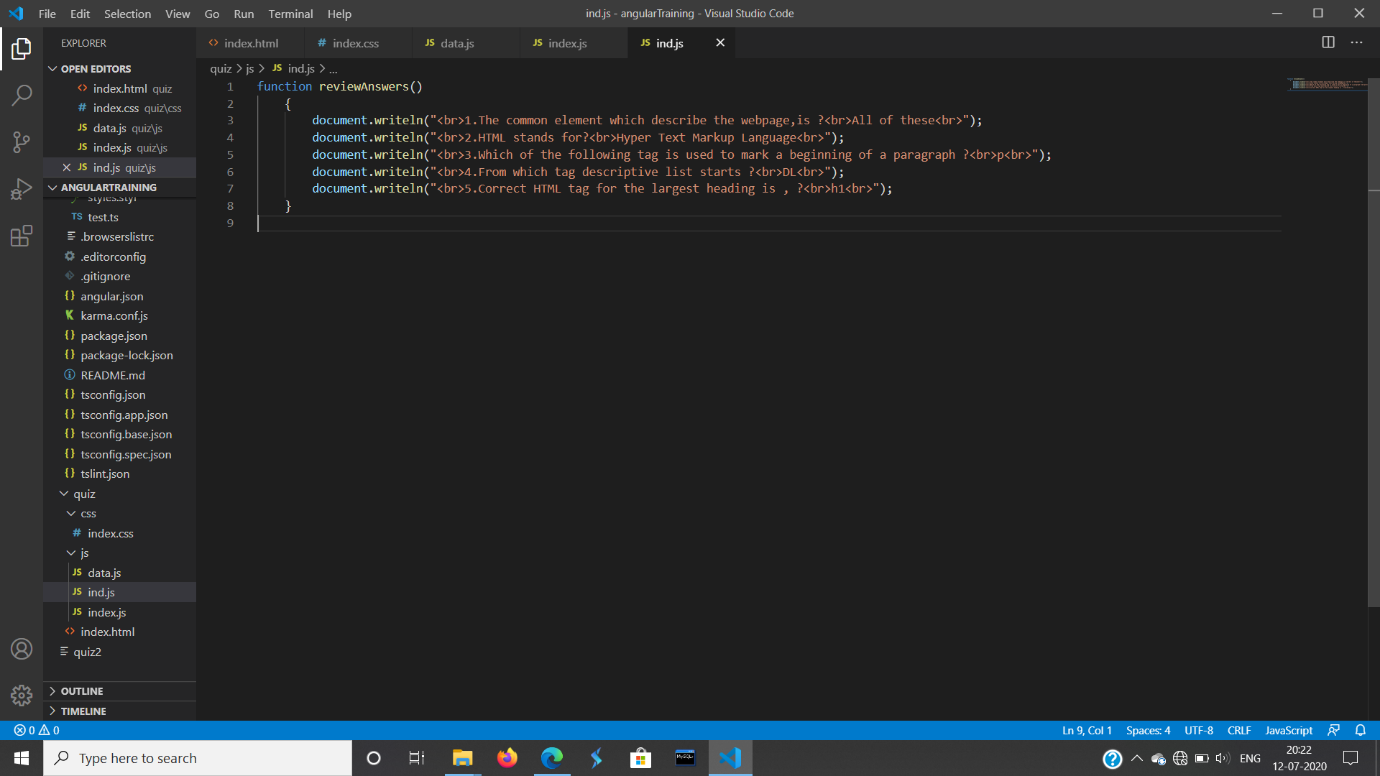 File Edit Selection View Go Run Terminal Help
ind.js - angularTraining - Visual Studio Code
EXPLORER
index.html
index.css
data.js
index.js
ind.js
OPEN EDITORS
index.html quiz
index.css quiz\css
data.js quiz\js
index.js quiz\js
ind.js quiz\js
ANGULARTRAINING
styles.styl
test.ts
.browserslistrc
.editorconfig
.gitignore
angular.json
karma.conf.js
package.json
package-lock.json
README.md
tsconfig.json
tsconfig.app.json
tsconfig.base.json
tsconfig.spec.json
tslint.json
quiz
css
index.css
js
data.js
ind.js
index.js
index.html
quiz2
OUTLINE
TIMELINE
quiz > js > JS ind.js > ...
1 function reviewAnswers()
2 {
3 document.writeln("<br>1.The common element which describe the webpage,is ?<br>All of these<br>");
4 document.writeln("<br>2.HTML stands for?<br>Hyper Text Markup Language<br>");
5 document.writeln("<br>3.Which of the following tag is used to mark a beginning of a paragraph ?<br>p<br>");
6 document.writeln("<br>4.From which tag descriptive list starts ?<br>DL<br>");
7 document.writeln("<br>5.Correct HTML tag for the largest heading is , ?<br>h1<br>");
8 }
9
0 0
Ln 9, Col 1 Spaces: 4 UTF-8 CRLF JavaScript
Type here to search
ENG
20:22
12-07-2020